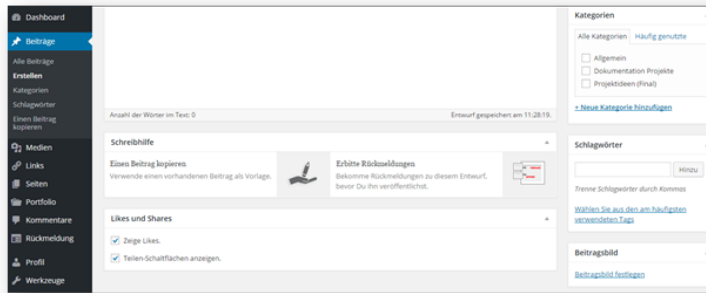 Dashboard
Beiträge
Alle Beiträge
Erstellen
Kategorien
Schlagwörter
Einen Beitrag
kopieren
Medien
Links
Seiten
Portfolio
Kommentare
Rückmeldung
Profil
Werkzeuge
Anzahl der Wörter im Text: 0
Entwurf gespeichert am 11:28:19.
Schreibhilfe
Einen Beitrag kopieren
Verwende einen vorhandenen Beitrag als Vorlage.
Erbitte Rückmeldungen
Bekomme Rückmeldungen zu diesem Entwurf,
bevor Du ihn veröffentlichst.
Likes und Shares
Zeige Likes.
Teilen-Schaltflächen anzeigen.
Kategorien
Alle Kategorien
Häufig genutzte
Allgemein
Dokumentation Projekte
Projektideen (Final)
+ Neue Kategorie hinzufügen
Schlagwörter
Hinzu
Trenne Schlagwörter durch Kommas
Wählen Sie aus den am häufigsten
verwendeten Tags
Beitragsbild
Beitragsbild festlegen